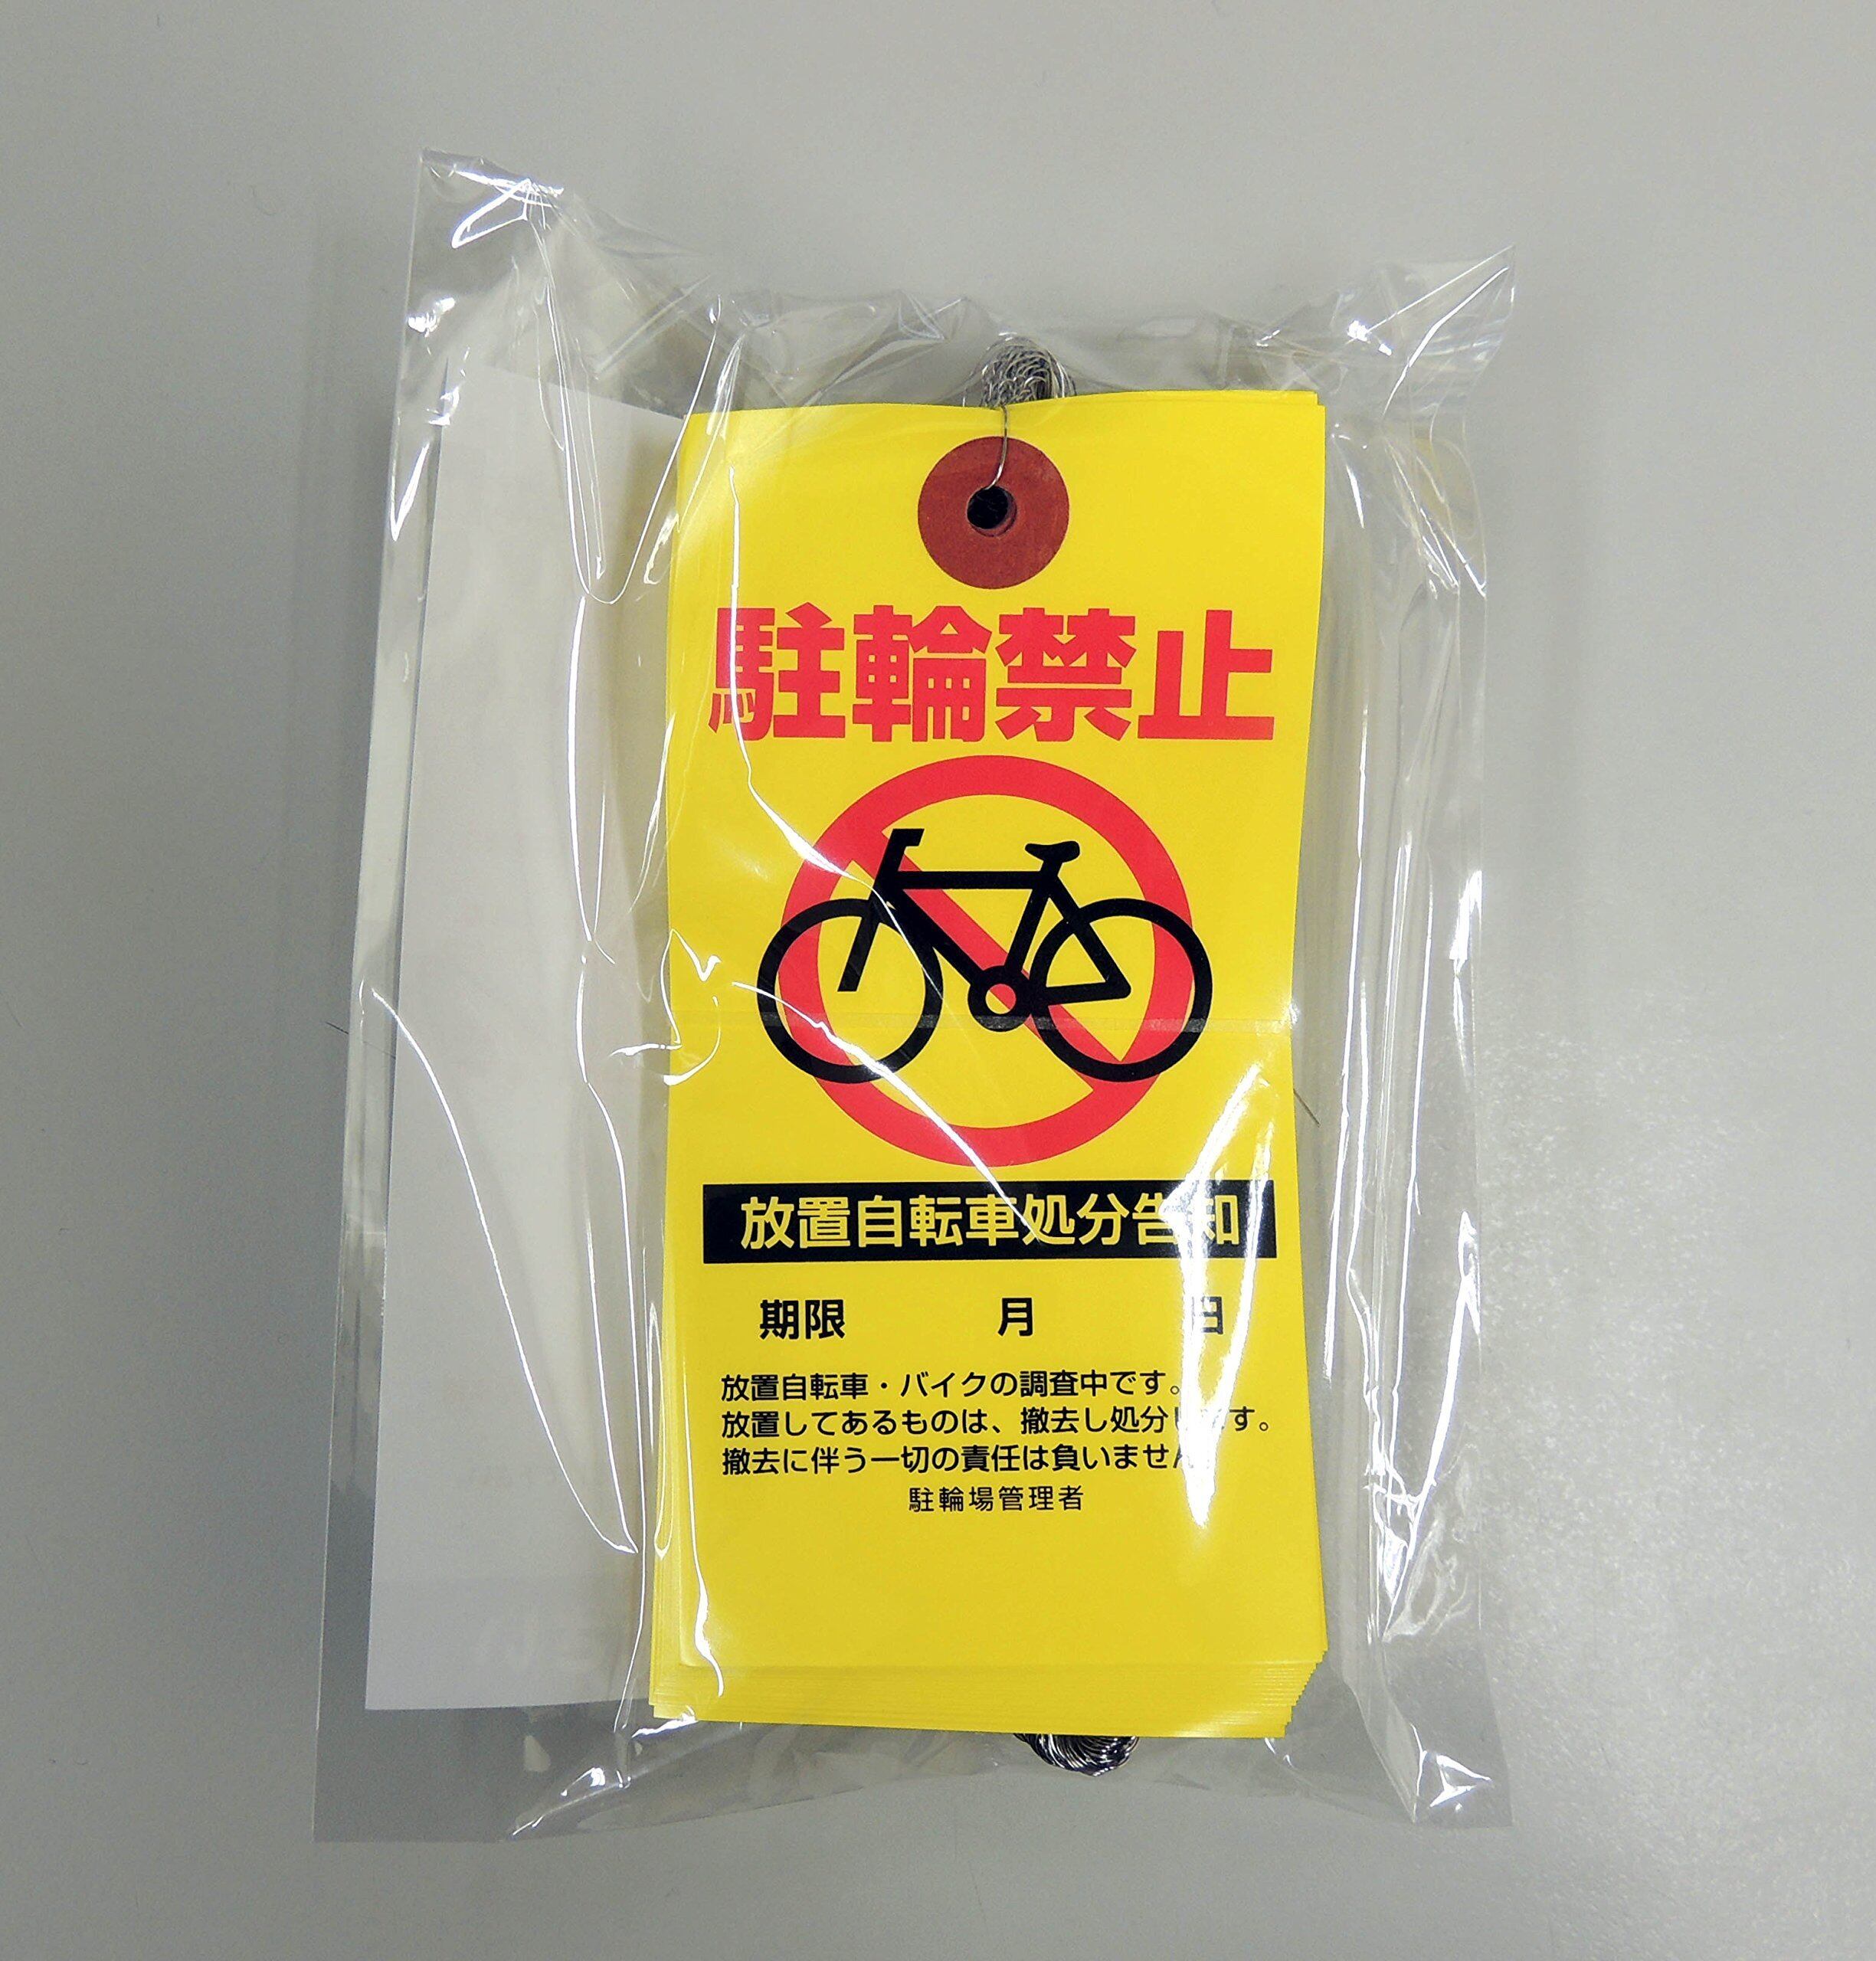 駐輪禁止
放置自転車処分告知
期限 月 日
放置自転車・バイクの調査中です。
放置してあるものは、撤去し処分します。
撤去に伴う一切の責任は負いません。
駐輪場管理者